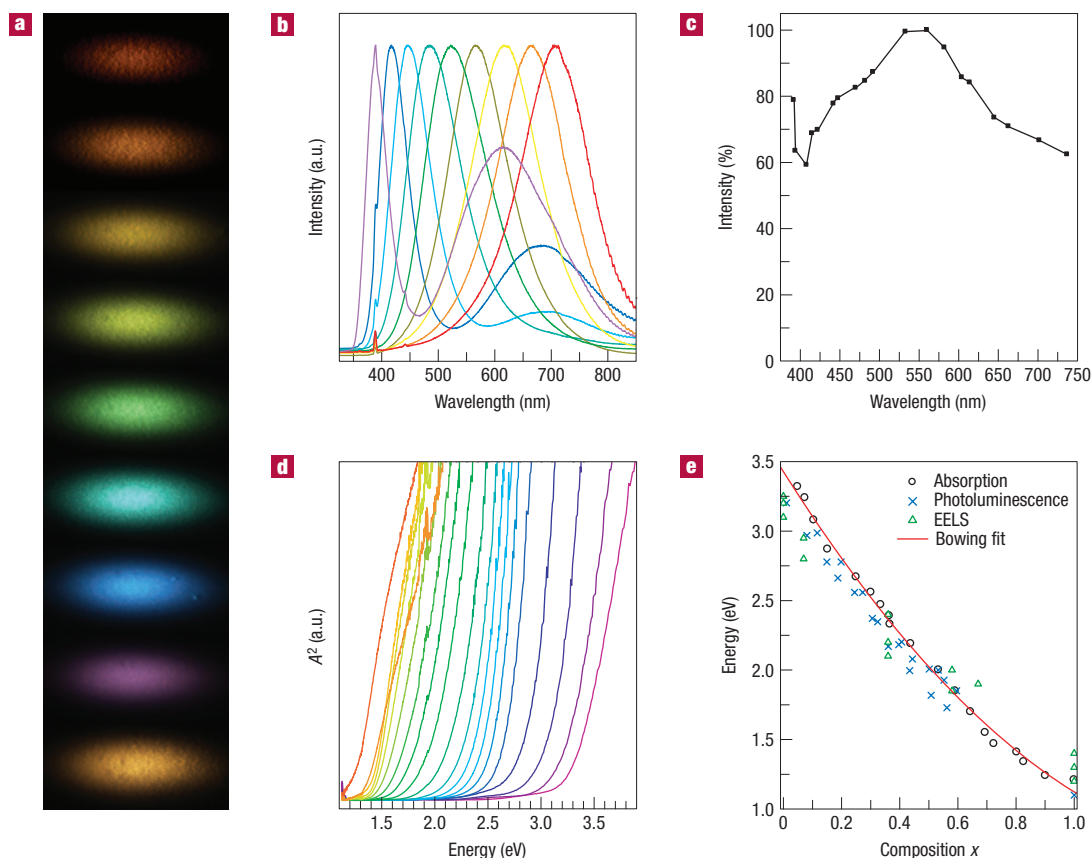 a
b
Intensity (a.u.)
400 500 600 700 800
Wavelength (nm)
c
100
80
60
40
20
0
Intensity (%)
400 450 500 550 600 650 700 750
Wavelength (nm)
d
A² (a.u.)
1.5 2.0 2.5 3.0 3.5
Energy (eV)
e
3.5
3.0
2.5
2.0
1.5
1.0
Energy (eV)
Absorption
Photoluminescence
EELS
Bowing fit
0 0.2 0.4 0.6 0.8 1.0
Composition x